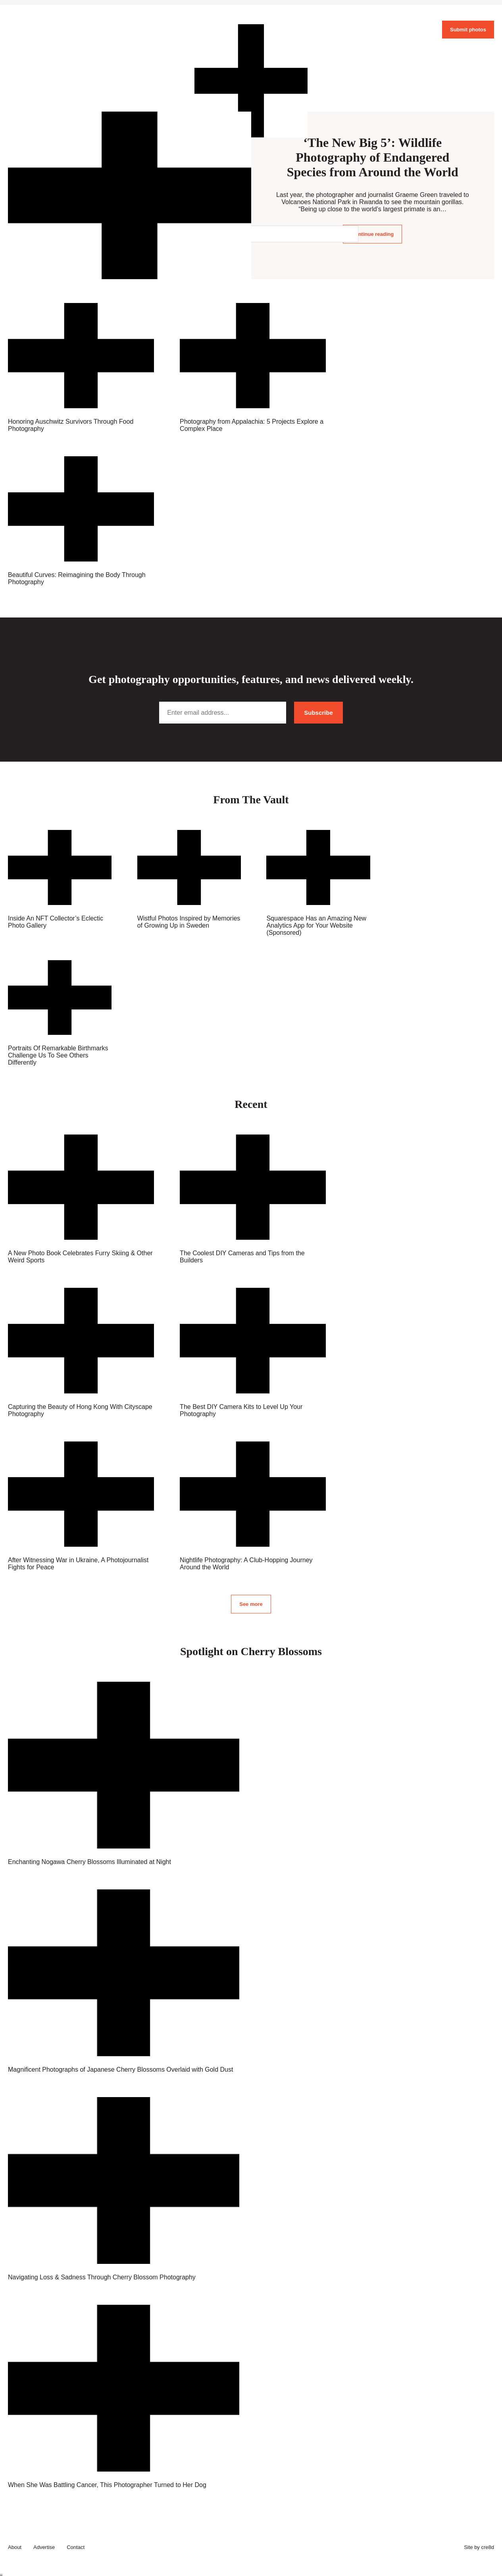 Submit photos
‘The New Big 5’: Wildlife
Photography of Endangered
Species from Around the World
Last year, the photographer and journalist Graeme Green traveled to
Volcanoes National Park in Rwanda to see the mountain gorillas.
“Being up close to the world’s largest primate is an…
reading
Honoring Auschwitz Survivors Through Food
Photography
Photography from Appalachia: 5 Projects Explore a
Complex Place
Beautiful Curves: Reimagining the Body Through
Photography
Get photography opportunities, features, and news delivered weekly.
Enter email address...
Subscribe
From The Vault
Inside An NFT Collector’s Eclectic
Photo Gallery
Wistful Photos Inspired by Memories
of Growing Up in Sweden
Squarespace Has an Amazing New
Analytics App for Your Website
(Sponsored)
Portraits Of Remarkable Birthmarks
Challenge Us To See Others
Differently
Recent
A New Photo Book Celebrates Furry Skiing & Other
Weird Sports
The Coolest DIY Cameras and Tips from the
Builders
Capturing the Beauty of Hong Kong With Cityscape
Photography
The Best DIY Camera Kits to Level Up Your
Photography
After Witnessing War in Ukraine, A Photojournalist
Fights for Peace
Nightlife Photography: A Club-Hopping Journey
Around the World
See more
Spotlight on Cherry Blossoms
Enchanting Nogawa Cherry Blossoms Illuminated at Night
Magnificent Photographs of Japanese Cherry Blossoms Overlaid with Gold Dust
Navigating Loss & Sadness Through Cherry Blossom Photography
When She Was Battling Cancer, This Photographer Turned to Her Dog
About
Advertise
Contact
Site by cre8d